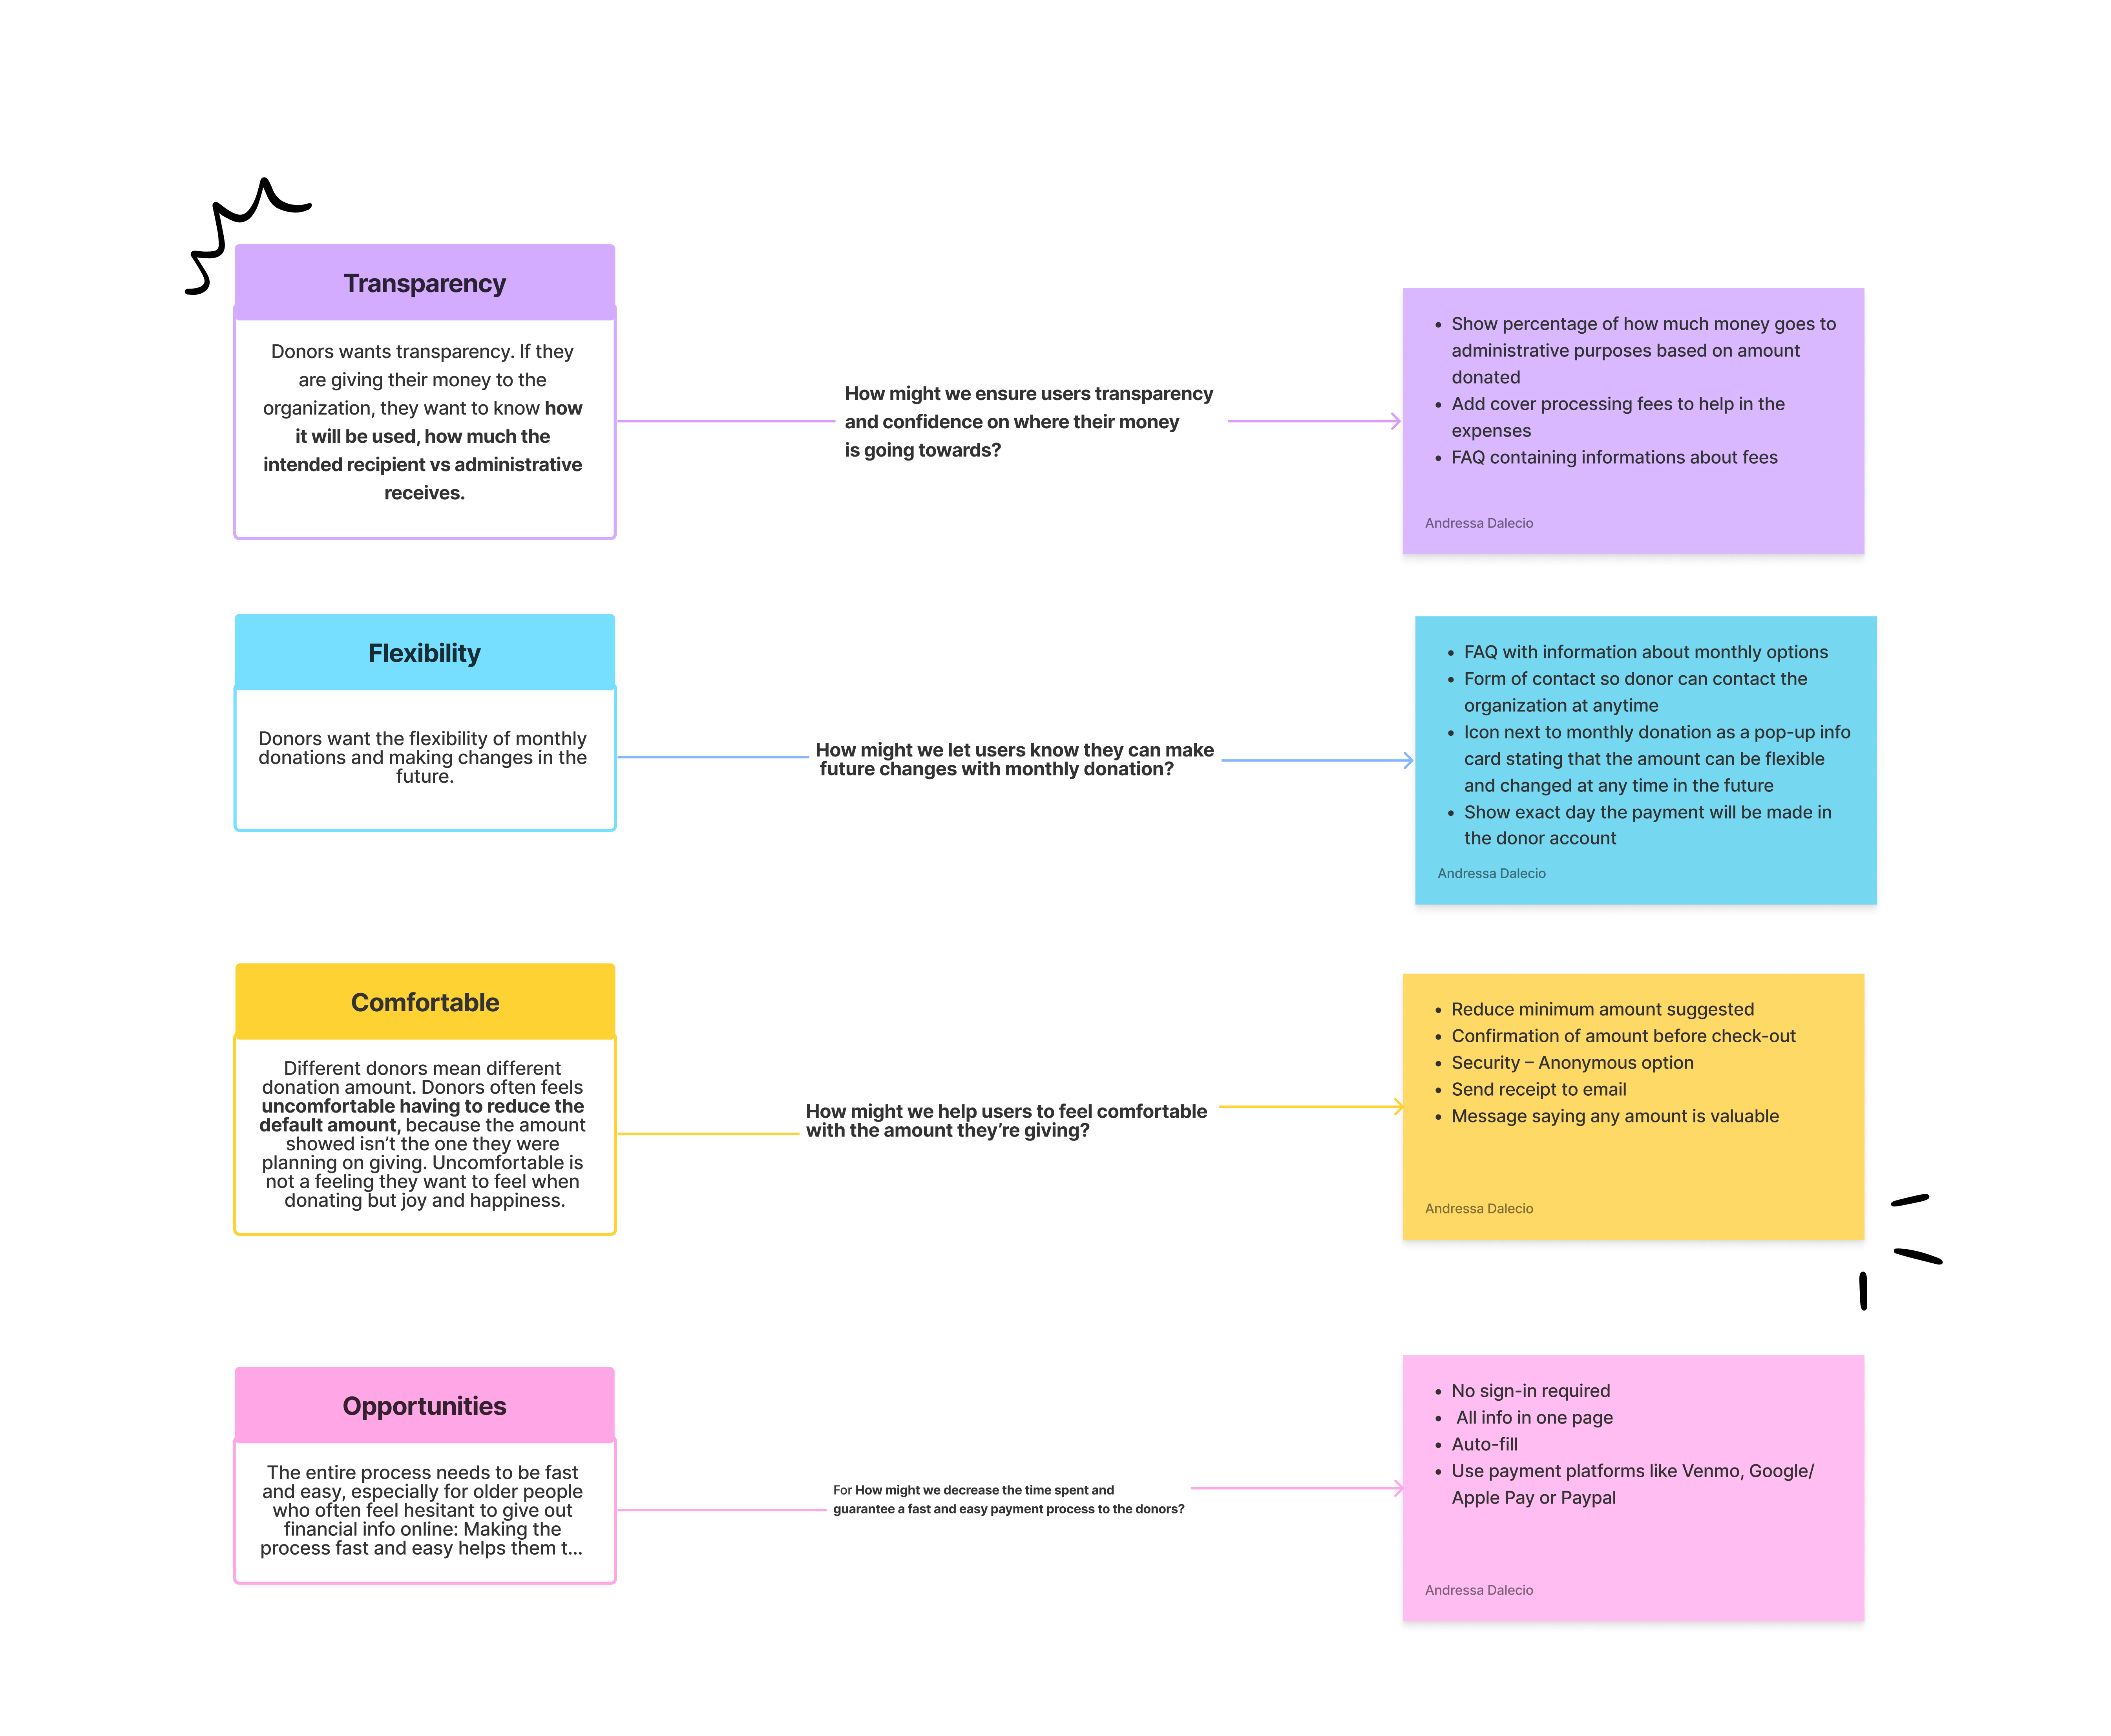 Transparency
Donors wants transparency. If they
are giving their money to the
organization, they want to know how
it will be used, how much the
intended recipient vs administrative
receives.
How might we ensure users transparency
and confidence on where their money
is going towards?
• Show percentage of how much money goes to
administrative purposes based on amount
donated
• Add cover processing fees to help in the
expenses
• FAQ containing informations about fees
Andressa Dalecio
Flexibility
Donors want the flexibility of monthly
donations and making changes in the
future.
How might we let users know they can make
future changes with monthly donation?
• FAQ with information about monthly options
• Form of contact so donor can contact the
organization at anytime
• Icon next to monthly donation as a pop-up info
card stating that the amount can be flexible
and changed at any time in the future
• Show exact day the payment will be made in
the donor account
Andressa Dalecio
Comfortable
Different donors mean different
donation amount. Donors often feels
uncomfortable having to reduce the
default amount, because the amount
showed isn’t the one they were
planning on giving. Uncomfortable is
not a feeling they want to feel when
donating but joy and happiness.
How might we help users to feel comfortable
with the amount they’re giving?
• Reduce minimum amount suggested
• Confirmation of amount before check-out
• Security – Anonymous option
• Send receipt to email
• Message saying any amount is valuable
Andressa Dalecio
Opportunities
The entire process needs to be fast
and easy, especially for older people
who often feel hesitant to give out
financial info online: Making the
process fast and easy helps them t...
For How might we decrease the time spent and
guarantee a fast and easy payment process to the donors?
• No sign-in required
• All info in one page
• Auto-fill
• Use payment platforms like Venmo, Google/
Apple Pay or Paypal
Andressa Dalecio